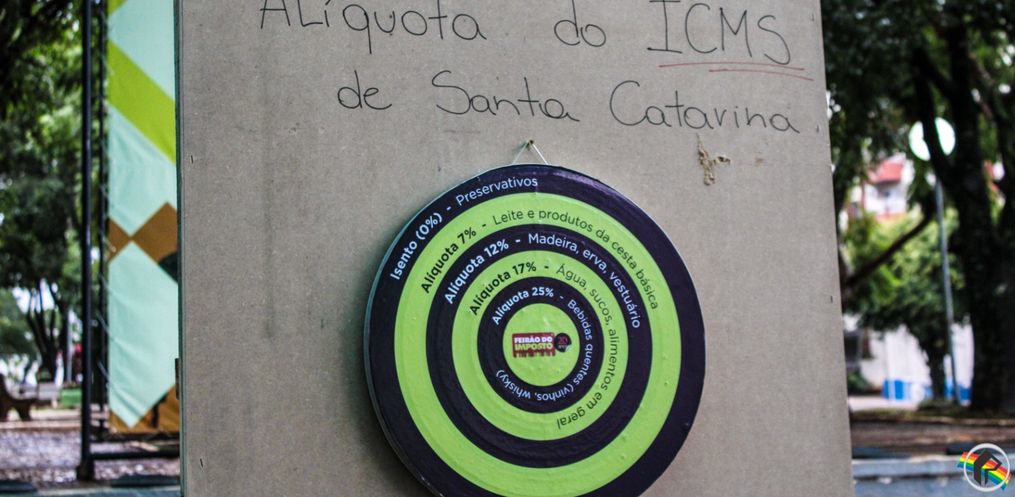 Alíquota do ICMS
de Santa Catarina
Isento (0%) - Preservativos
Alíquota 7% - Leite e produtos da cesta básica
Alíquota 12% - Madeira, erva, vestuário
Alíquota 17% - Água, sucos, alimentos em geral
Alíquota 25% - Bebidas quentes (vinhos, whisky)
FEIRÃO DO
IMPOSTO